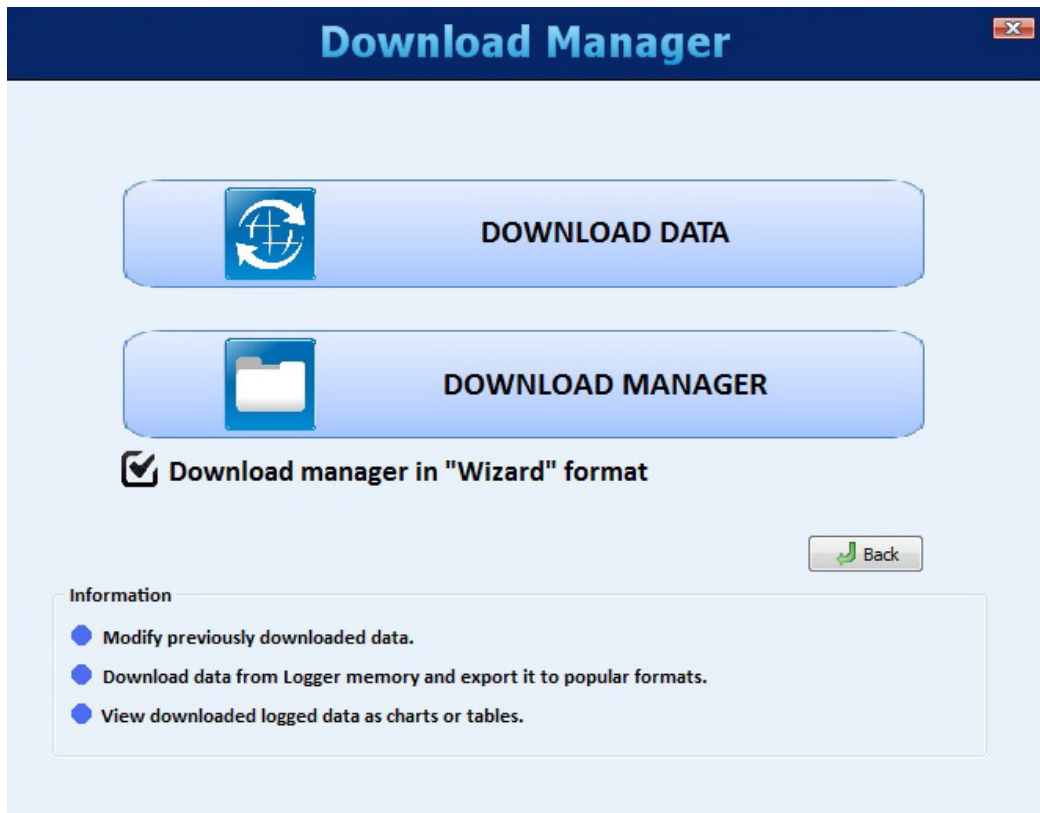 Download Manager
DOWNLOAD DATA
DOWNLOAD MANAGER
Download manager in "Wizard" format
Back
Information
Modify previously downloaded data.
Download data from Logger memory and export it to popular formats.
View downloaded logged data as charts or tables.